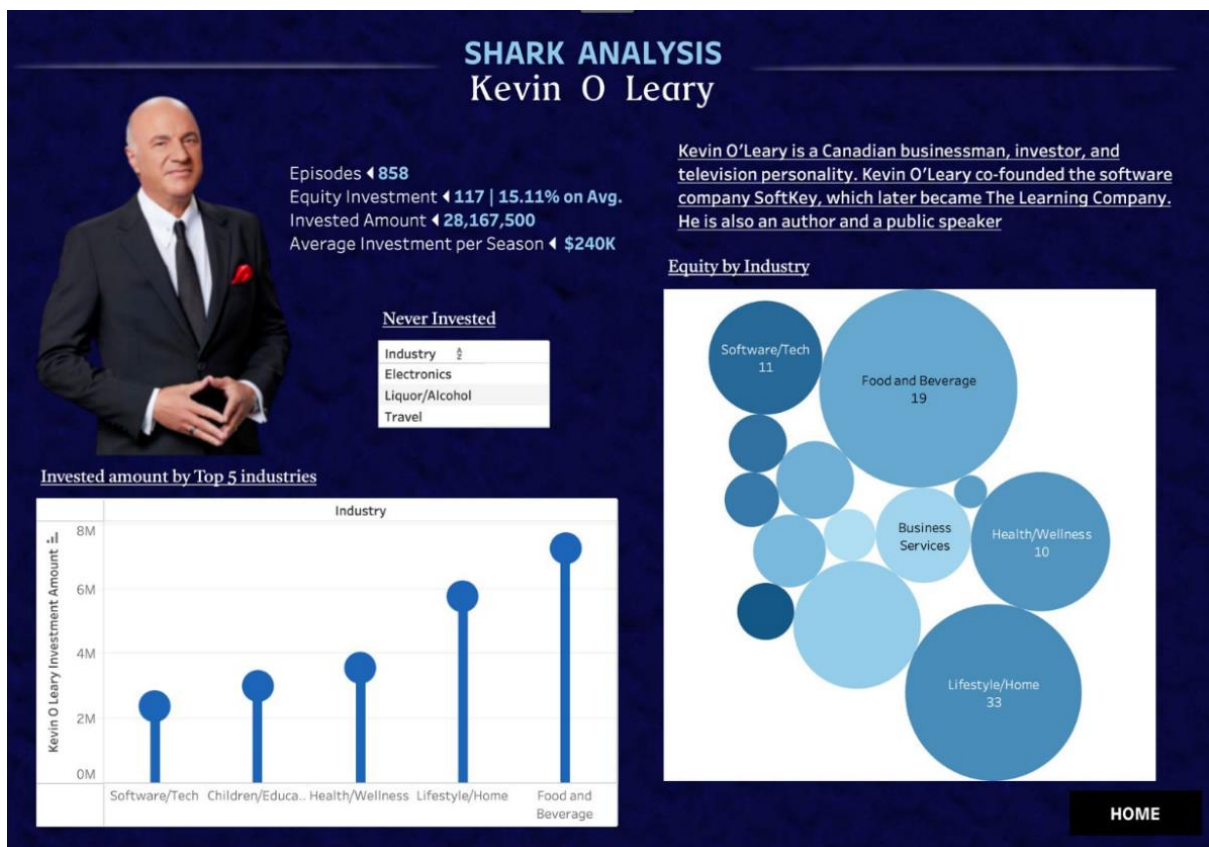 SHARK ANALYSIS
Kevin O Leary
Episodes 858
Equity Investment 117 | 15.11% on Avg.
Invested Amount 28,167,500
Average Investment per Season $240K
Kevin O'Leary is a Canadian businessman, investor, and
television personality. Kevin O'Leary co-founded the software
company SoftKey, which later became The Learning Company.
He is also an author and a public speaker
Never Invested
Industry
Electronics
Liquor/Alcohol
Travel
Equity by Industry
Software/Tech
11
Food and Beverage
19
Business
Services
Health/Wellness
10
Lifestyle/Home
33
Invested amount by Top 5 industries
Industry
Kevin O Leary Investment Amount
8M
6M
4M
2M
0M
Software/Tech Children/Educa.. Health/Wellness Lifestyle/Home Food and
Beverage
HOME